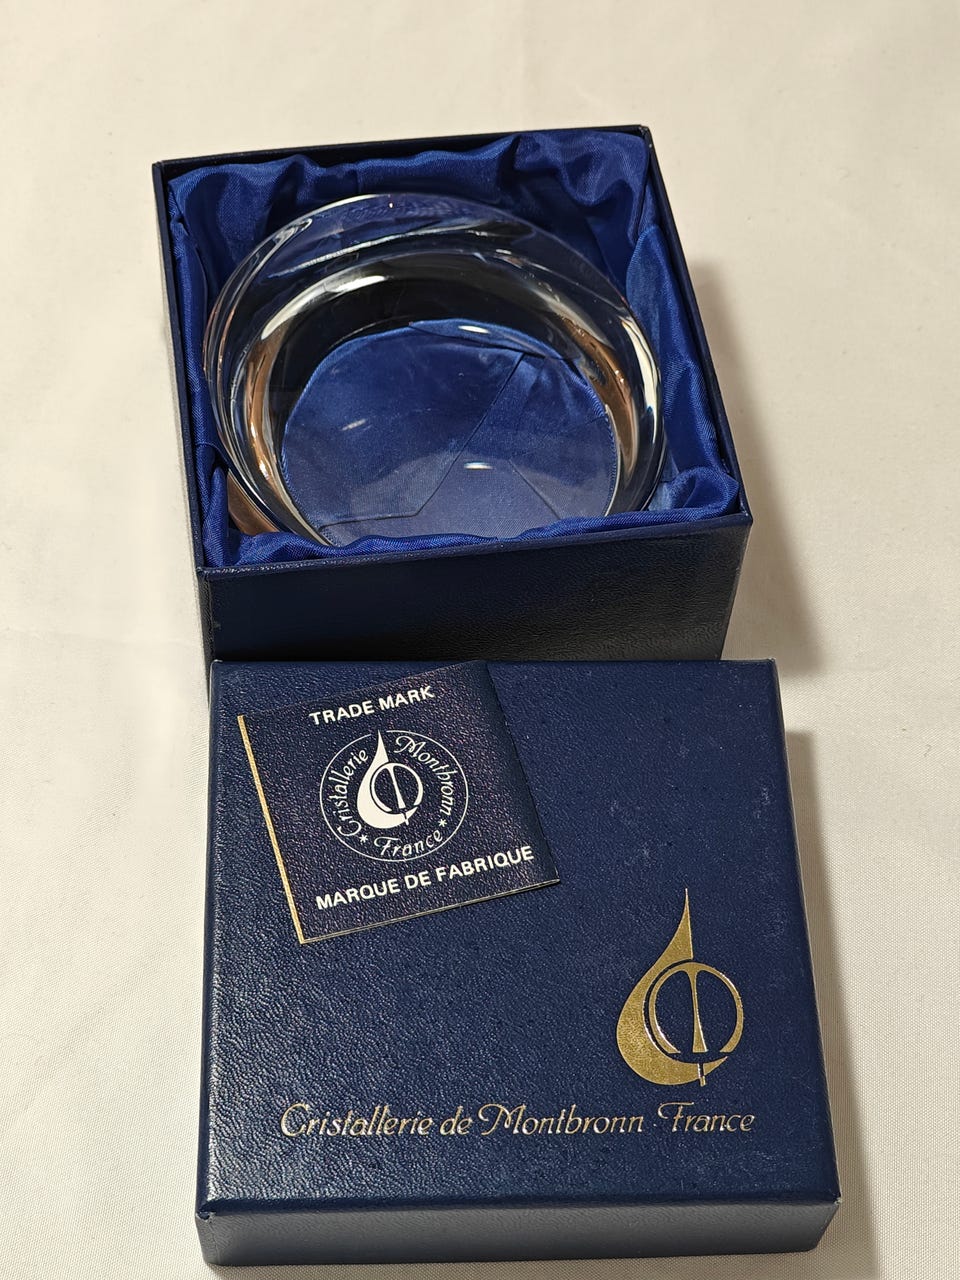 TRADE MARK
Cristallerie Montbronn
* France *
MARQUE DE FABRIQUE
Cristallerie de Montbronn France